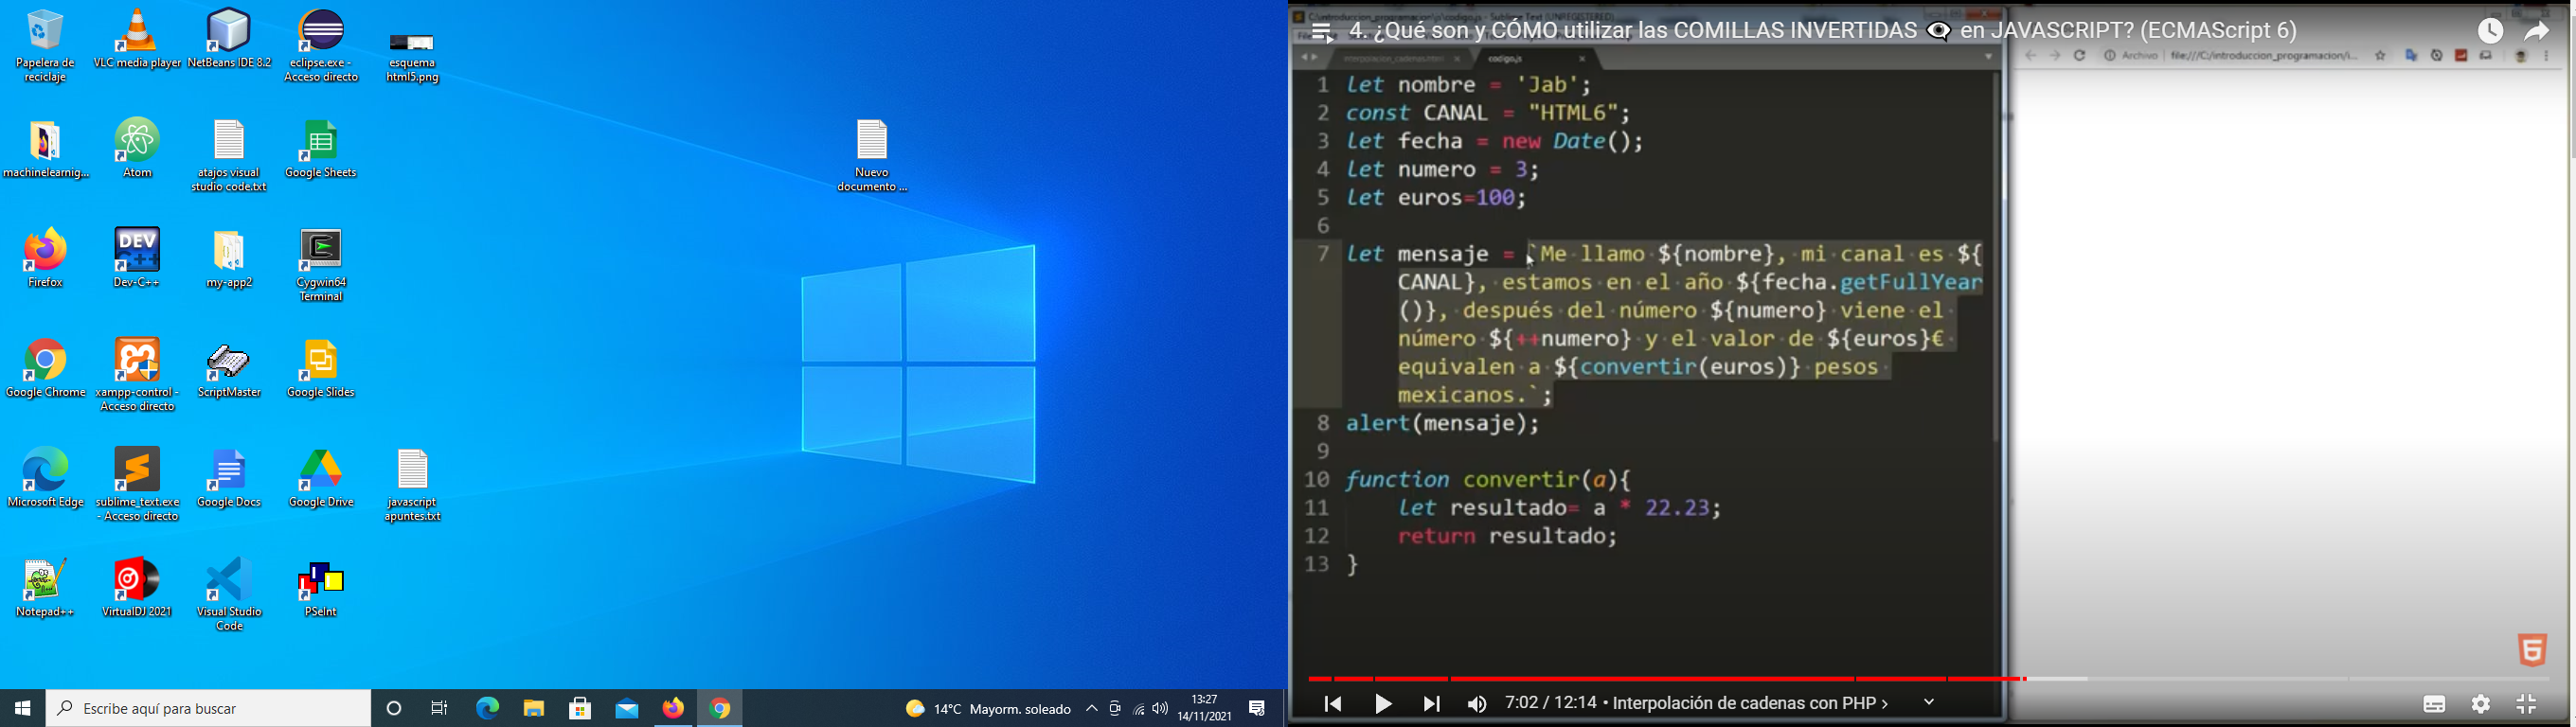 Papelera de
reciclaje
VLC media player
NetBeans IDE 8.2
eclipse.exe -
Acceso directo
esquema
html5.png
machinelearnig...
Atom
atajos visual
studio code.txt
Google Sheets
Nuevo
documento ...
Firefox
DEV
C++
Dev-C++
my-app2
Cygwin64
Terminal
Google Chrome
xampp-control -
Acceso directo
ScriptMaster
Google Slides
Microsoft Edge
sublime_text.exe
- Acceso directo
Google Docs
Google Drive
javascript
apuntes.txt
Notepad++
VirtualDJ 2021
Visual Studio
Code
PSeInt
Escribe aquí para buscar
14°C Mayorm. soleado
13:27
14/11/2021
C:\introduccion_programacion\js\codigo.js - Sublime Text (UNREGISTERED)
4. ¿Qué son y CÓMO utilizar las COMILLAS INVERTIDAS 👁️‍🗨️ en JAVASCRIPT? (ECMAScript 6)
interpolacion_cadenas.html
codigo.js
Archivo
file:///C:/introduccion_programacion/i...
1 let nombre = 'Jab';
2 const CANAL = "HTML6";
3 let fecha = new Date();
4 let numero = 3;
5 let euros=100;
6
7 let mensaje = `Me llamo ${nombre}, mi canal es ${
CANAL}, estamos en el año ${fecha.getFullYear
()}, después del número ${numero} viene el
número ${++numero} y el valor de ${euros}€
equivalen a ${convertir(euros)} pesos
mexicanos.`;
8 alert(mensaje);
9
10 function convertir(a){
11 let resultado= a * 22.23;
12 return resultado;
13 }
6
7:02 / 12:14 • Interpolación de cadenas con PHP ›